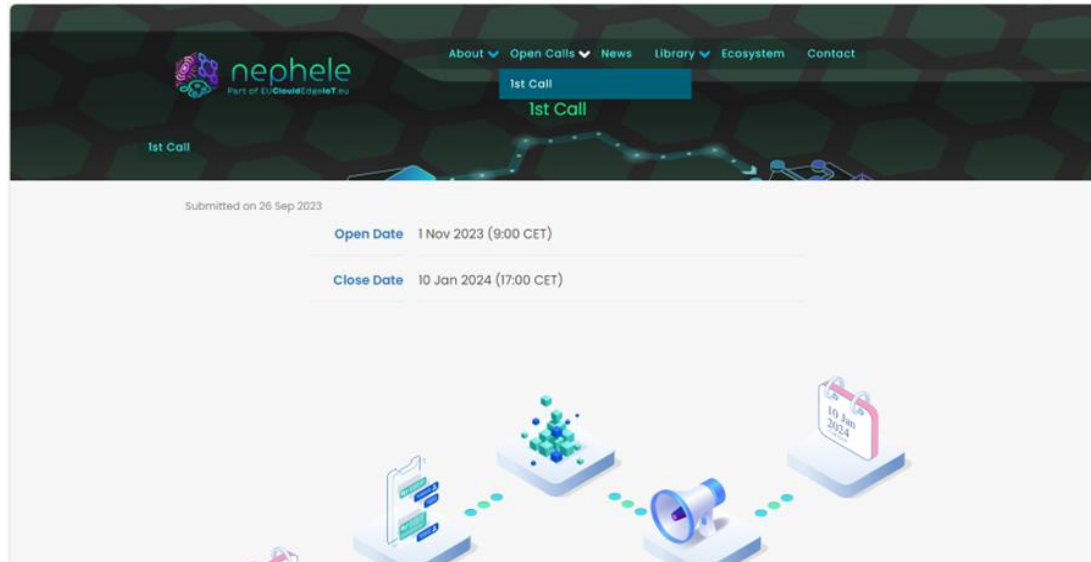 About Open Calls News Library Ecosystem Contact
nephele
Part of EUCloudEdgeIoT.eu
1st Call
1st Call
1st Call
Submitted on 26 Sep 2023
Open Date 1 Nov 2023 (9:00 CET)
Close Date 10 Jan 2024 (17:00 CET)
10 Jan
2024